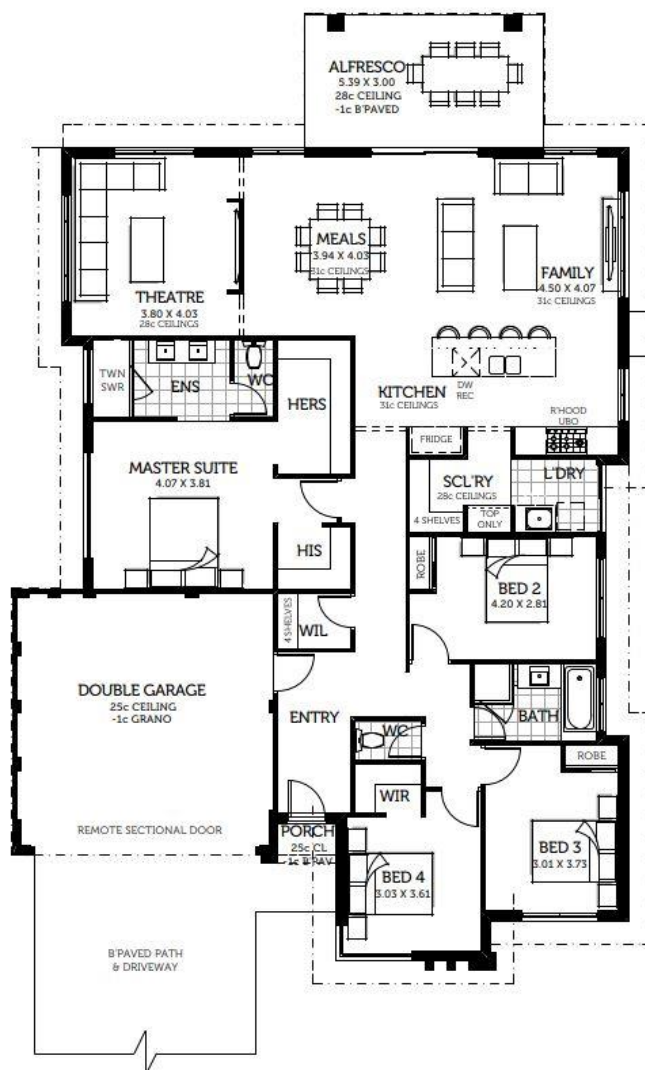 ALFRESCO
5.39 X 3.00
28c CEILING
-1c B'PAVED
MEALS
3.94 X 4.03
31c CEILINGS
FAMILY
4.50 X 4.07
31c CEILINGS
THEATRE
3.80 X 4.03
28c CEILINGS
TWN
SWR
ENS
WC
HERS
KITCHEN
31c CEILINGS
DW
REC
R'HOOD
UBO
FRIDGE
MASTER SUITE
4.07 X 3.81
SCL'RY
28c CEILINGS
L'DRY
4 SHELVES
TOP
ONLY
HIS
ROBE
BED 2
4.20 X 2.81
4 SHELVES
WIL
DOUBLE GARAGE
25c CEILING
-1c GRANO
ENTRY
BATH
WC
ROBE
WIR
REMOTE SECTIONAL DOOR
PORCH
25c CL
-1c B'PAV
BED 4
3.03 X 3.61
BED 3
3.01 X 3.73
B'PAVED PATH
& DRIVEWAY